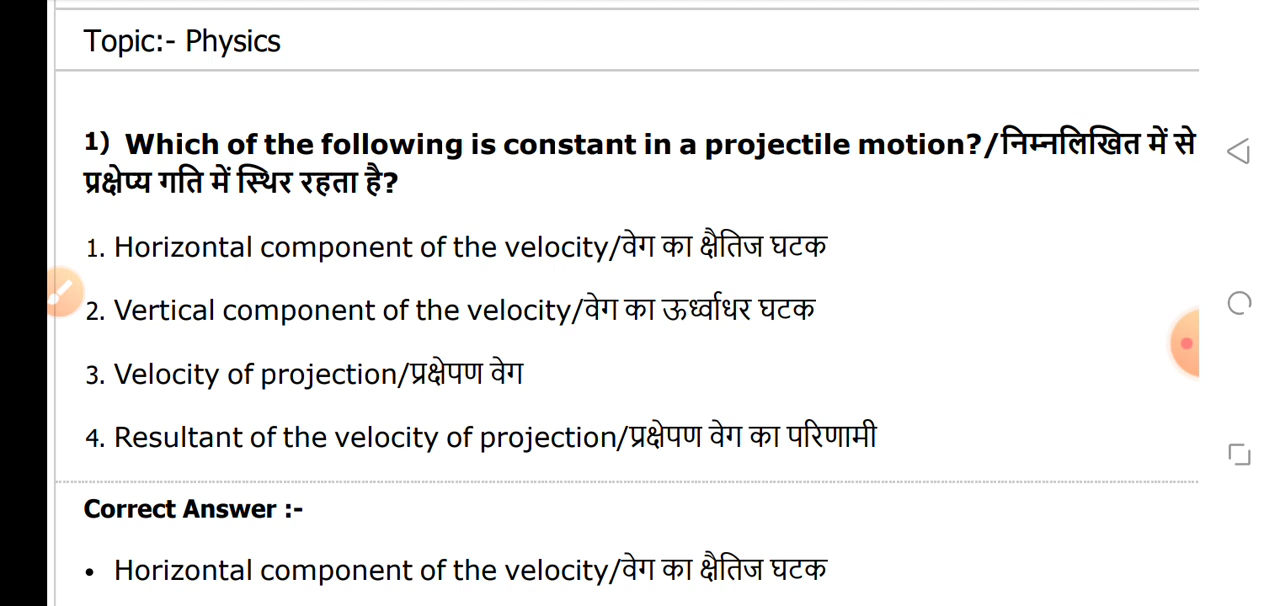 Topic:- Physics
1) Which of the following is constant in a projectile motion?/निम्नलिखित में से
प्रक्षेप्य गति में स्थिर रहता है?
1. Horizontal component of the velocity/वेग का क्षैतिज घटक
2. Vertical component of the velocity/वेग का ऊर्ध्वाधर घटक
3. Velocity of projection/प्रक्षेपण वेग
4. Resultant of the velocity of projection/प्रक्षेपण वेग का परिणामी
Correct Answer :-
• Horizontal component of the velocity/वेग का क्षैतिज घटक